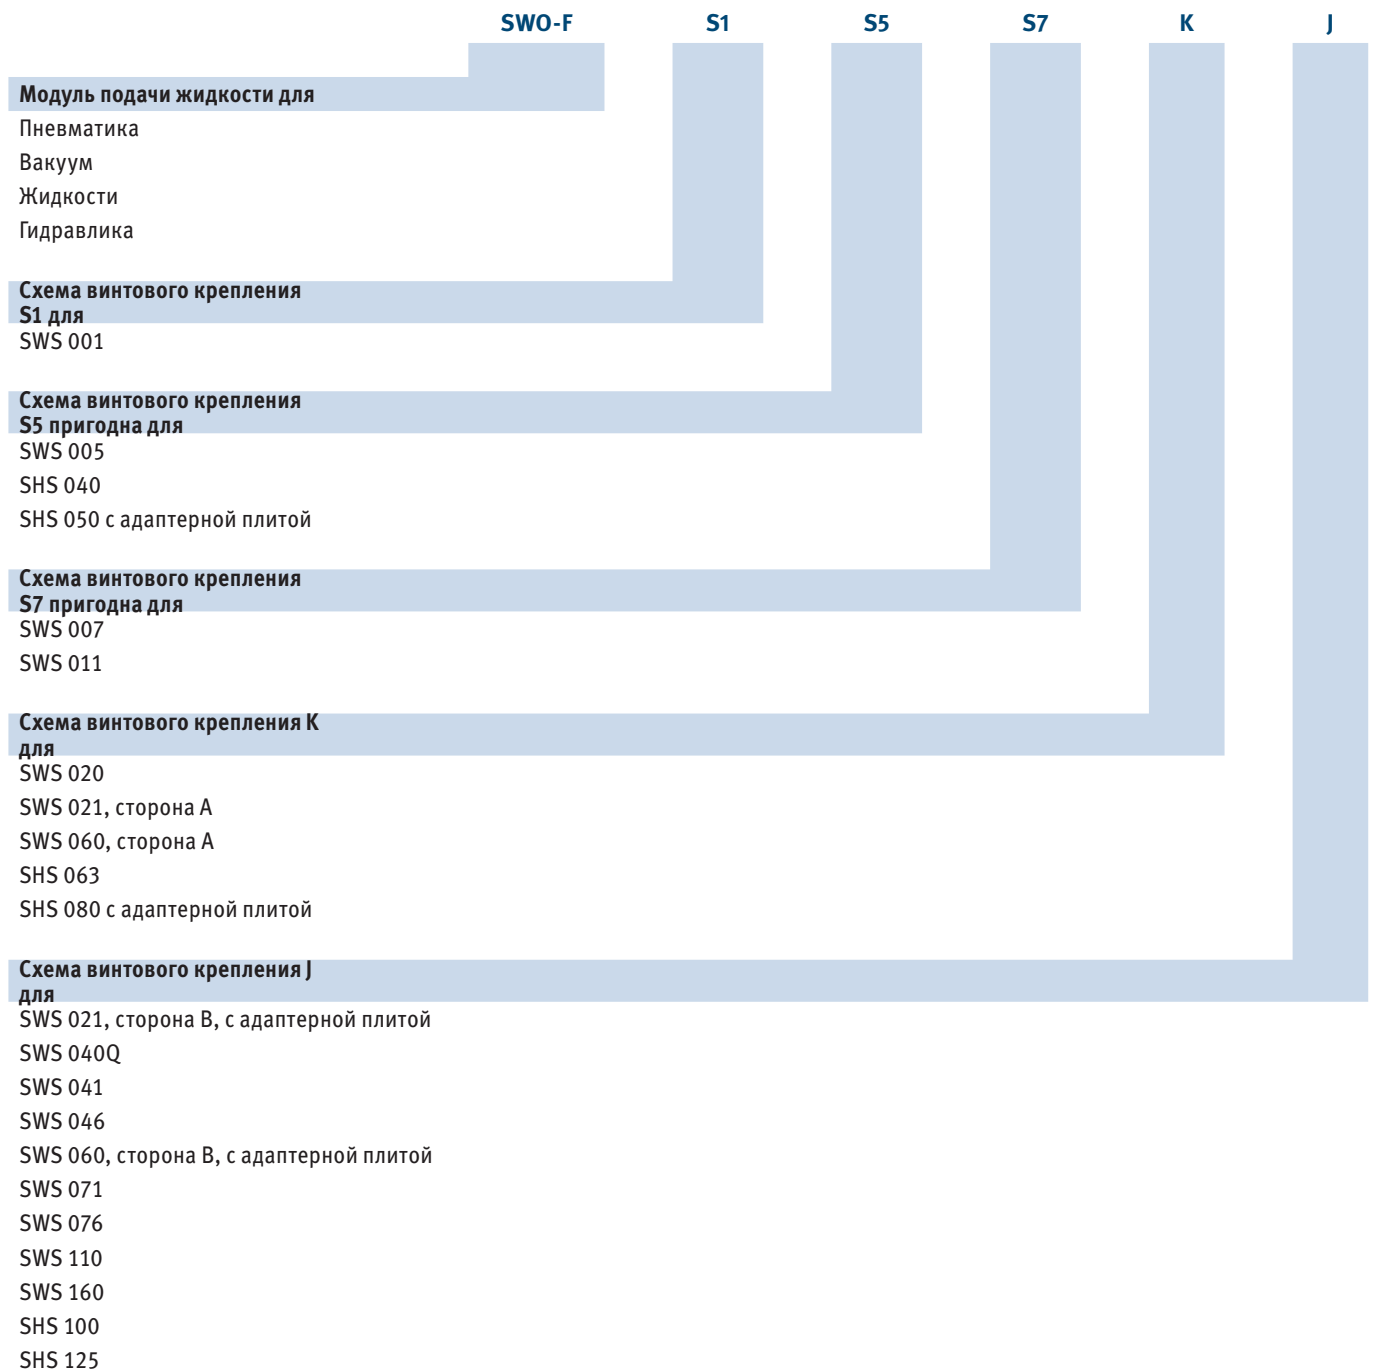 SWO-F S1 S5 S7 K J
Модуль подачи жидкости для
Пневматика
Вакуум
Жидкости
Гидравлика
Схема винтового крепления
S1 для
SWS 001
Схема винтового крепления
S5 пригодна для
SWS 005
SHS 040
SHS 050 с адаптерной плитой
Схема винтового крепления
S7 пригодна для
SWS 007
SWS 011
Схема винтового крепления K
для
SWS 020
SWS 021, сторона A
SWS 060, сторона A
SHS 063
SHS 080 с адаптерной плитой
Схема винтового крепления J
для
SWS 021, сторона B, с адаптерной плитой
SWS 040Q
SWS 041
SWS 046
SWS 060, сторона B, с адаптерной плитой
SWS 071
SWS 076
SWS 110
SWS 160
SHS 100
SHS 125